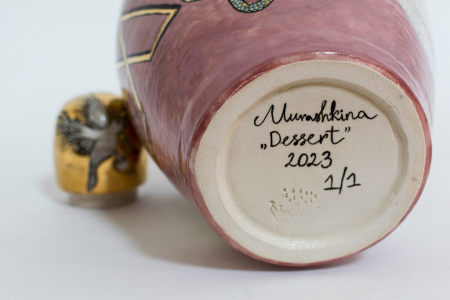 Mumshkina
„Dessert”
2023
1/1